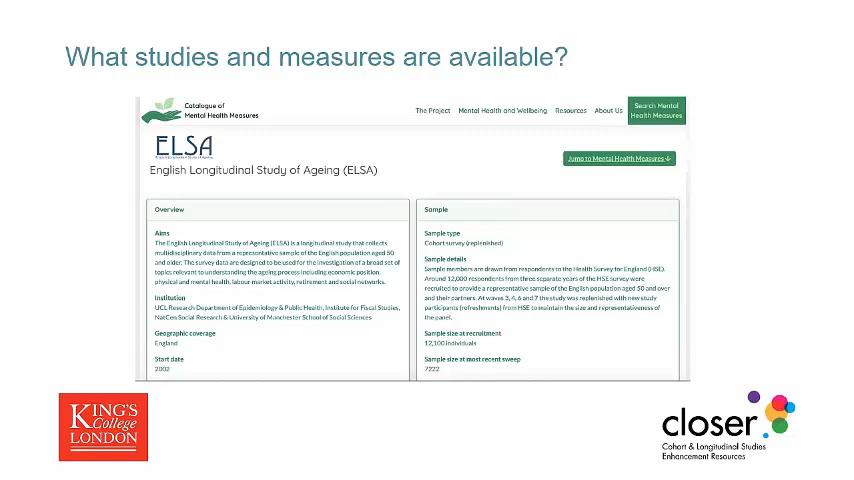 What studies and measures are available?
Catalogue of
Mental Health Measures
The Project
Mental Health and Wellbeing
Resources
About Us
Search Mental
Health Measures
ELSA
English Longitudinal Study of Ageing (ELSA)
Jump to Mental Health Measures ↓
Overview
Aims
The English Longitudinal Study of Ageing (ELSA) is a longitudinal study that collects
multidisciplinary data from a representative sample of the English population aged 50
and older. The survey data are designed to be used for the investigation of a broad set of
topics relevant to understanding the ageing process including economic position,
physical and mental health, labour market activity, retirement and social networks.
Institution
UCL Research Department of Epidemiology & Public Health, Institute for Fiscal Studies,
NatCen Social Research & University of Manchester School of Social Sciences
Geographic coverage
England
Start date
2002
Sample
Sample type
Cohort survey (replenished)
Sample details
Sample members are drawn from respondents to the Health Survey for England (HSE).
Around 12,000 respondents from three separate years of the HSE survey were
recruited to provide a representative sample of the English population aged 50 and over
and their partners. At waves 3, 4, 6 and 7 the study was replenished with new study
participants (refreshments) from HSE to maintain the size and representativeness of
the panel.
Sample size at recruitment
12,100 individuals
Sample size at most recent sweep
7222
KING'S
College
LONDON
closer
Cohort & Longitudinal Studies
Enhancement Resources